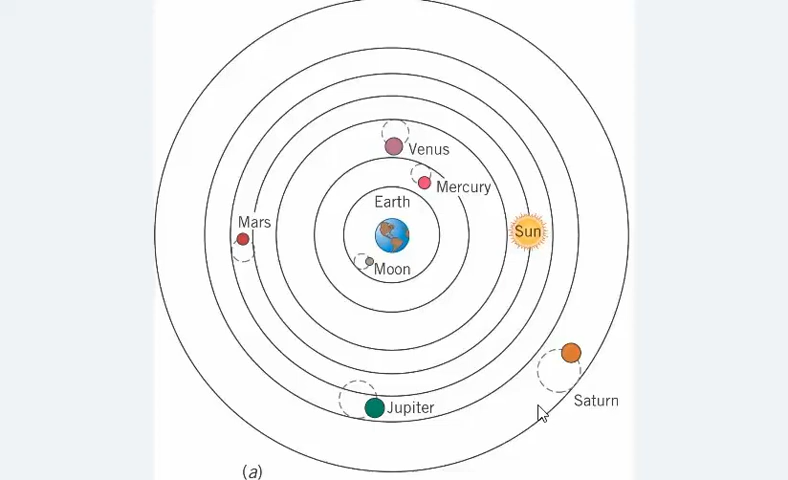 Venus
Mercury
Earth
Mars
Sun
Moon
Saturn
Jupiter
(a)